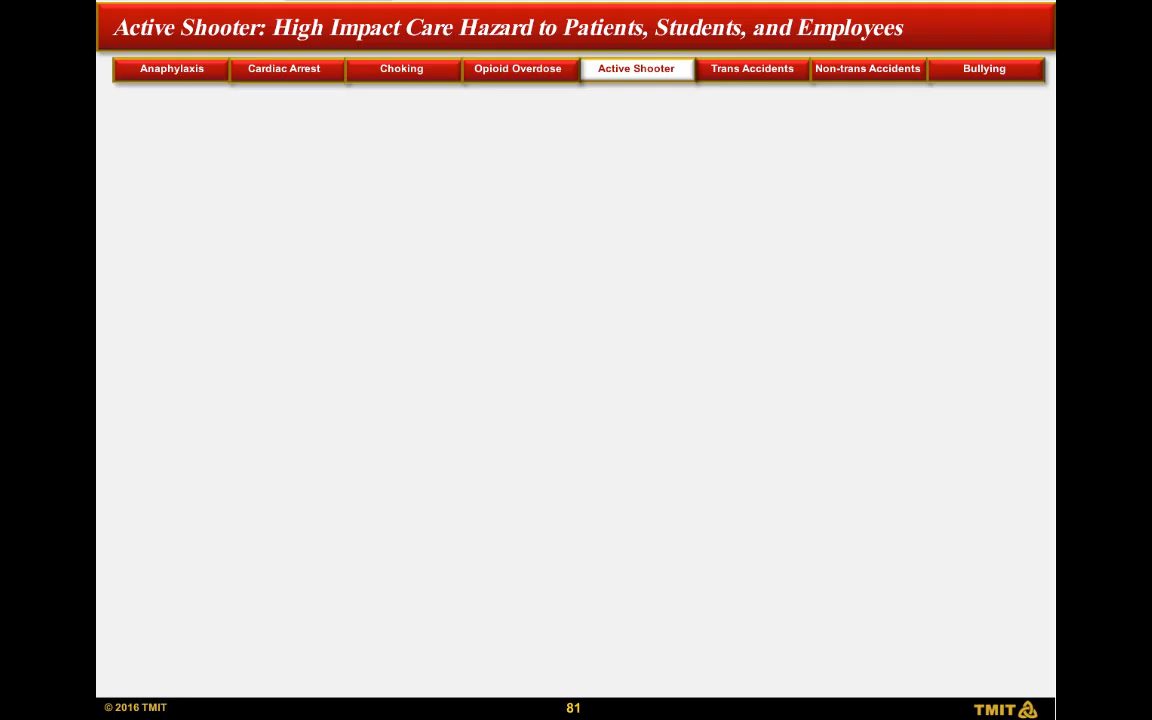 Active Shooter: High Impact Care Hazard to Patients, Students, and Employees
Anaphylaxis Cardiac Arrest Choking Opioid Overdose Active Shooter Trans Accidents Non-trans Accidents Bullying
© 2016 TMIT 81 TMIT